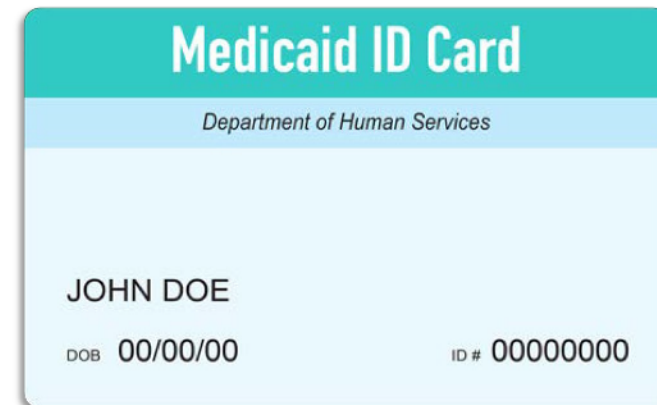 Medicaid ID Card
Department of Human Services
JOHN DOE
DOB 00/00/00 ID # 00000000